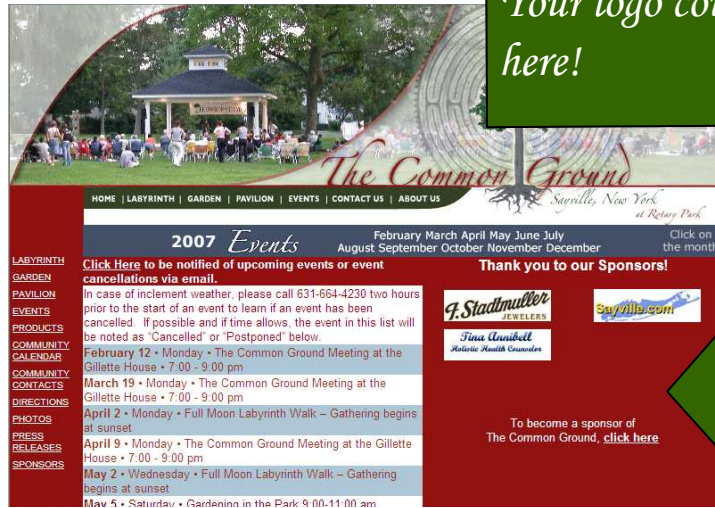 Your logo
here!
The Common Ground
Sayville, New York
at Rotary Park
HOME | LABYRINTH | GARDEN | PAVILION | EVENTS | CONTACT US | ABOUT US
2007 Events
February March April May June July
August September October November December
Click on
the month
LABYRINTH
GARDEN
PAVILION
EVENTS
PRODUCTS
COMMUNITY
CALENDAR
COMMUNITY
CONTACTS
DIRECTIONS
PHOTOS
PRESS
RELEASES
SPONSORS
Click Here to be notified of upcoming events or event
cancellations via email.
In case of inclement weather, please call 631-664-4230 two hours
prior to the start of an event to learn if an event has been
cancelled. If possible and if time allows, the event in this list will
be noted as "Cancelled" or "Postponed" below.
February 12 • Monday • The Common Ground Meeting at the
Gillette House • 7:00 - 9:00 pm
March 19 • Monday • The Common Ground Meeting at the
Gillette House • 7:00 - 9:00 pm
April 2 • Monday • Full Moon Labyrinth Walk – Gathering begins
at sunset
April 9 • Monday • The Common Ground Meeting at the Gillette
House • 7:00 - 9:00 pm
May 2 • Wednesday • Full Moon Labyrinth Walk – Gathering
begins at sunset
May 5 • Saturday • Gardening in the Park 9:00-11:00 am
Thank you to our Sponsors!
F. Stadtmuller
JEWELERS
Sayville.com
Tina Annibell
Holistic Health Counselor
To become a sponsor of
The Common Ground, click here